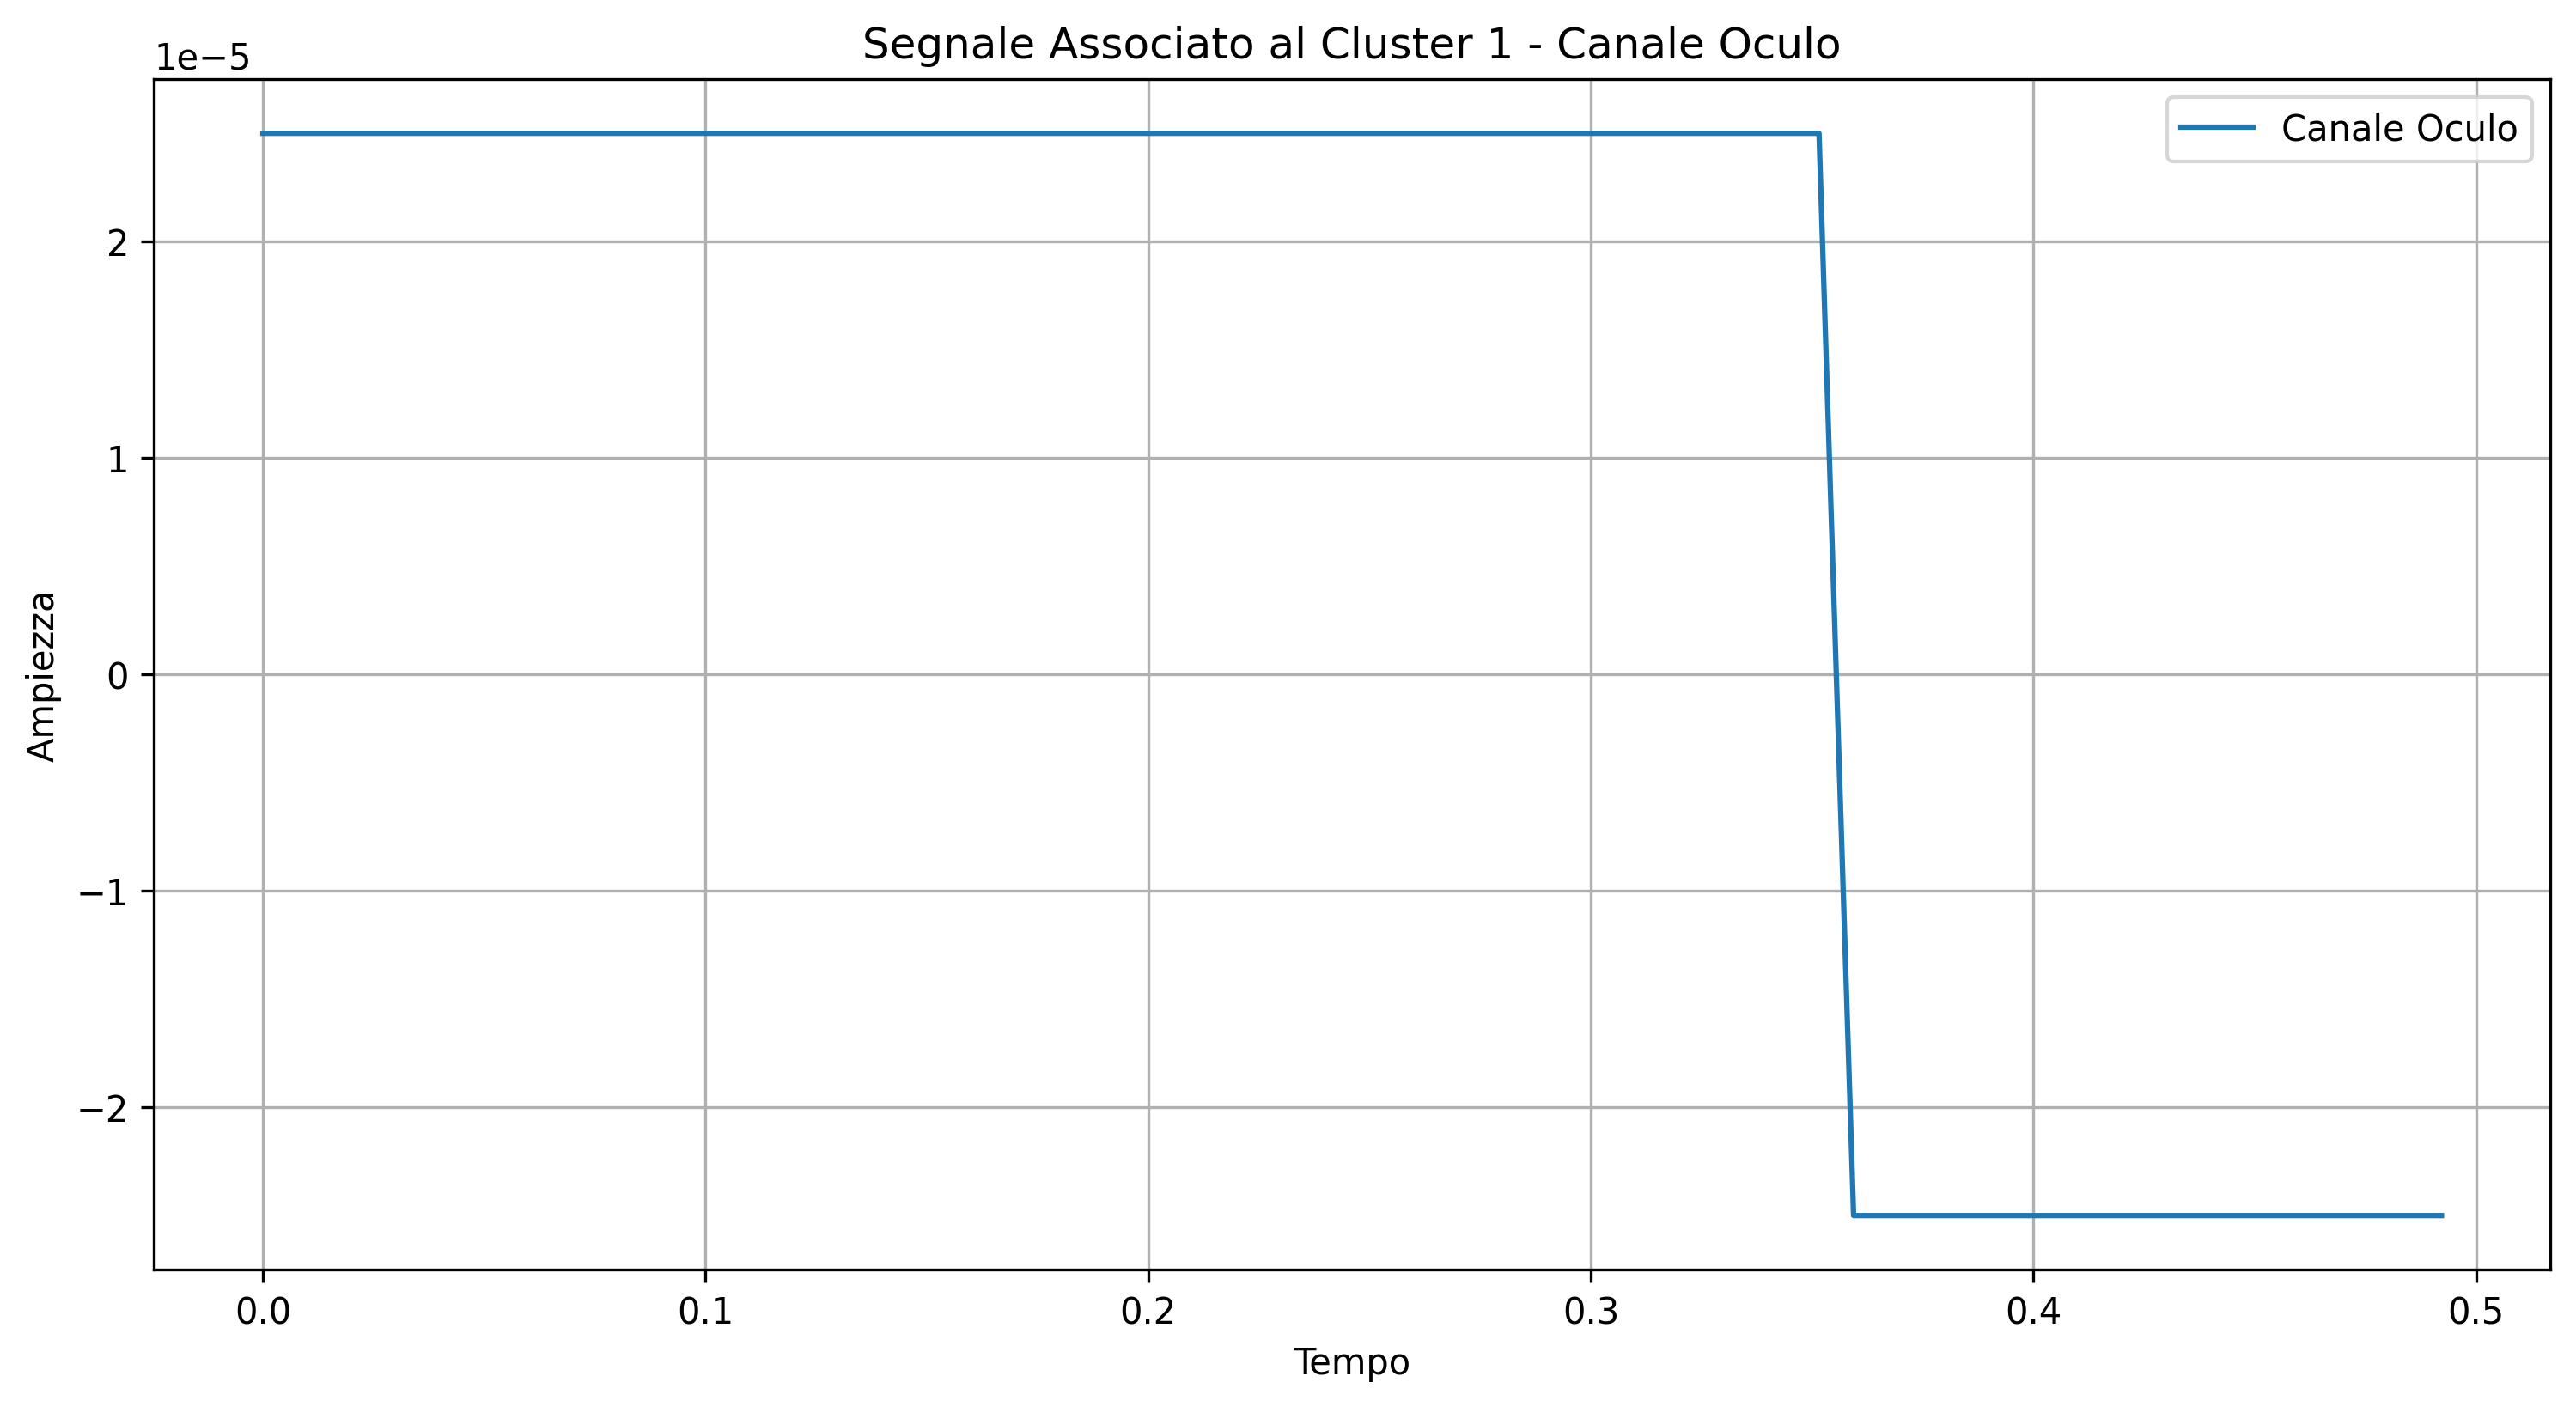 Segnale Associato al Cluster 1 - Canale Oculo
1e−5
Canale Oculo
2
1
0
−1
−2
Ampiezza
0.0 0.1 0.2 0.3 0.4 0.5
Tempo